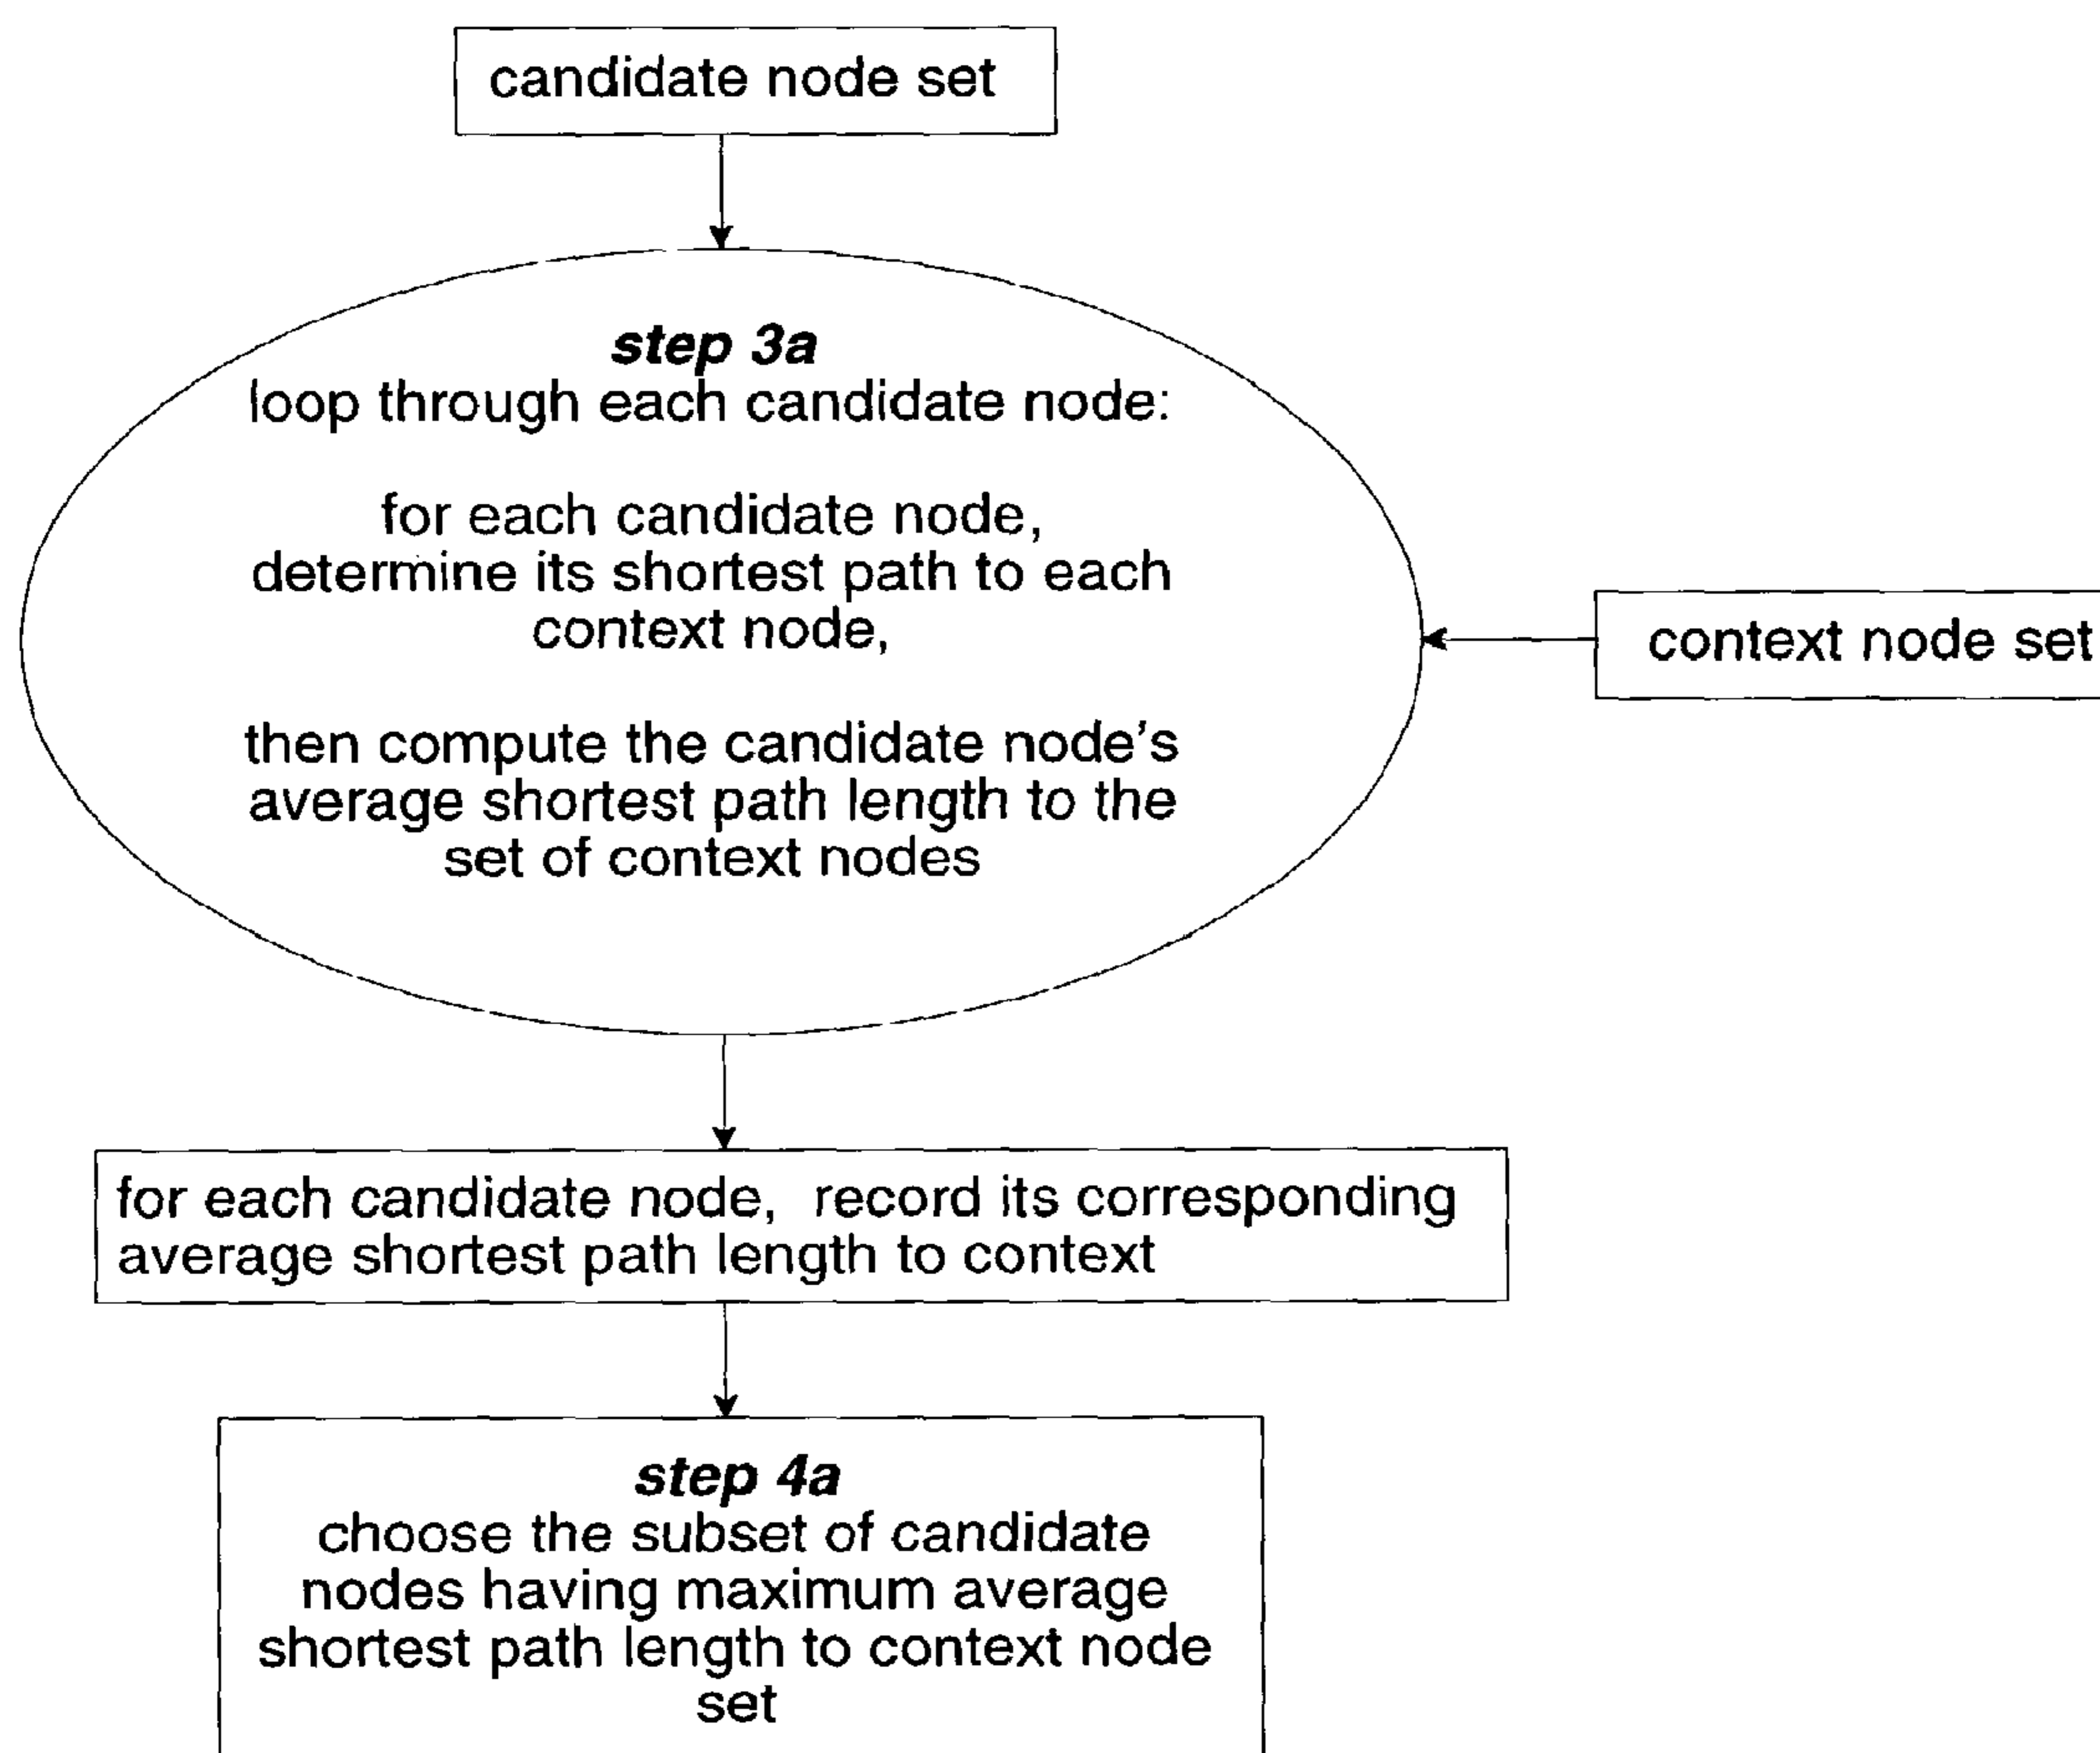 candidate node set
step 3a
loop through each candidate node:
for each candidate node,
determine its shortest path to each
context node,
then compute the candidate node's
average shortest path length to the
set of context nodes
context node set
for each candidate node, record its corresponding
average shortest path length to context
step 4a
choose the subset of candidate
nodes having maximum average
shortest path length to context node
set